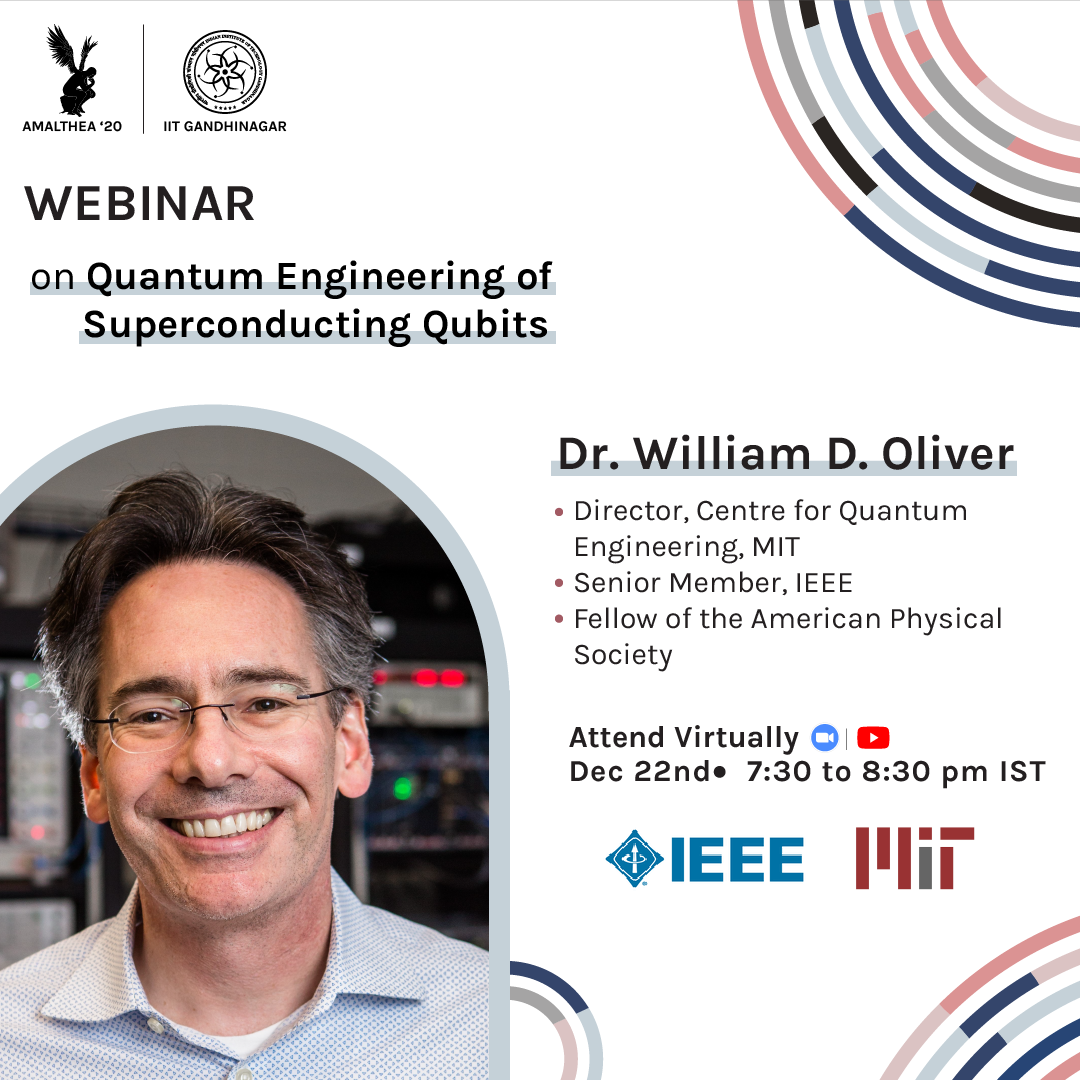 AMALTHEA ‘20
IIT GANDHINAGAR
WEBINAR
on Quantum Engineering of
Superconducting Qubits
Dr. William D. Oliver
• Director, Centre for Quantum
Engineering, MIT
• Senior Member, IEEE
• Fellow of the American Physical
Society
Attend Virtually
Dec 22nd• 7:30 to 8:30 pm IST
IEEE
MIT